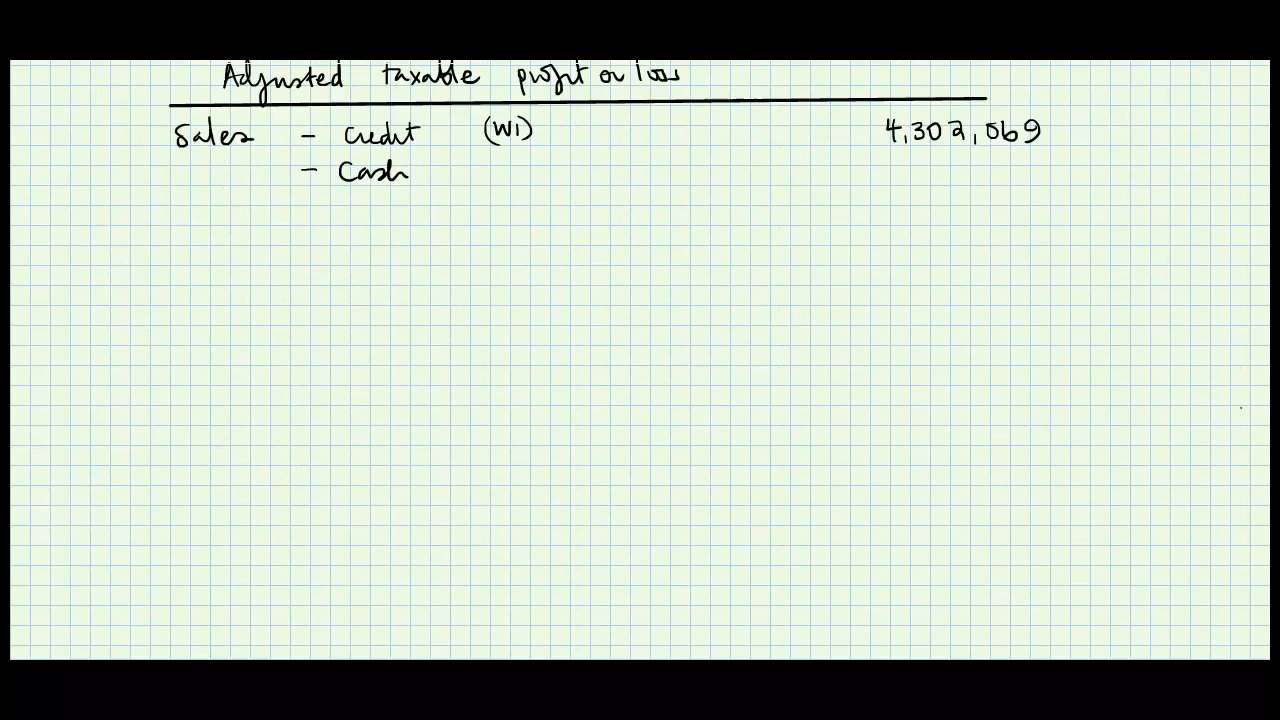 Adjusted taxable profit or loss
Sales - Credit (W1) 4,302,069
- Cash